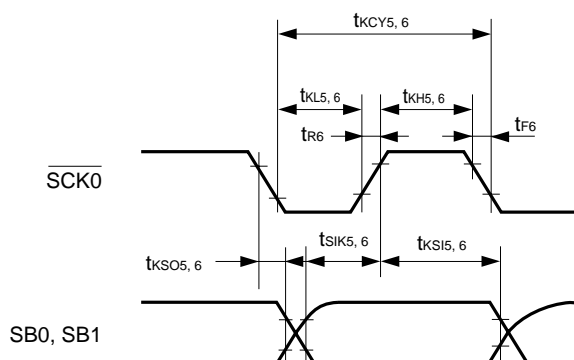 tKCY5, 6
tKL5, 6
tKH5, 6
tR6
tF6
SCK0
tSIK5, 6
tKSI5, 6
tKSO5, 6
SB0, SB1